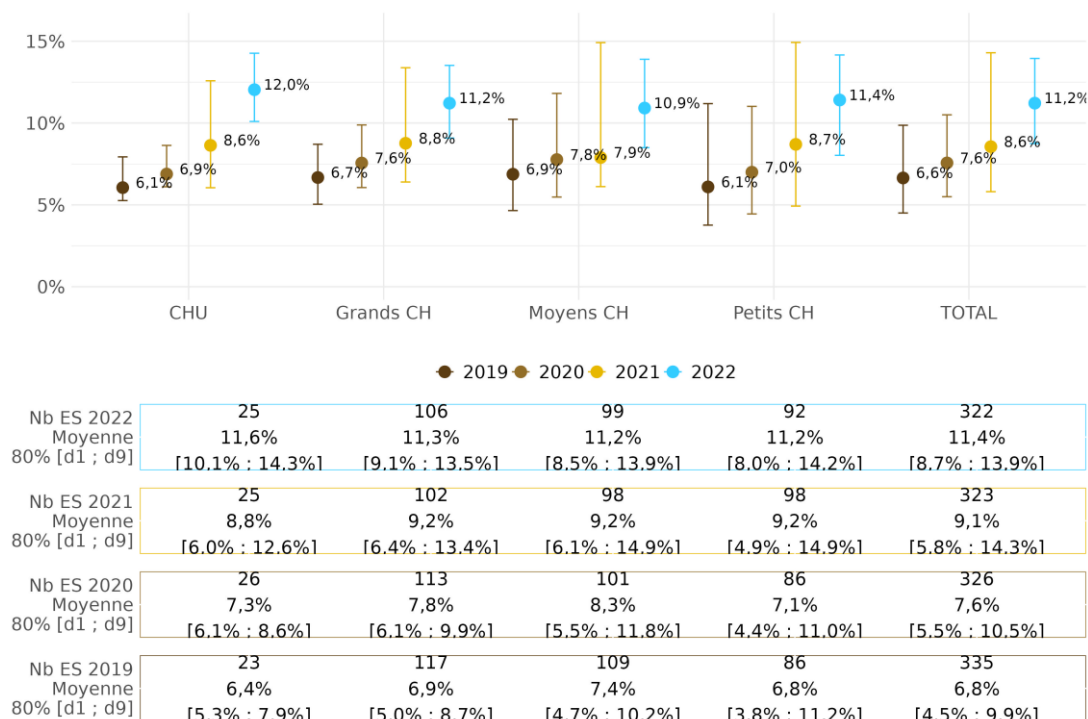 15%
12,0%
11,2%
10,9%
11,4%
11,2%
10%
8,6%
8,8%
7,9%
8,7%
8,6%
6,9%
7,6%
7,8%
7,0%
7,6%
6,1%
6,7%
6,9%
6,1%
6,6%
5%
0%
CHU Grands CH Moyens CH Petits CH TOTAL
2019 2020 2021 2022
Nb ES 2022 25 106 99 92 322
Moyenne 11,6% 11,3% 11,2% 11,2% 11,4%
80% [d1 ; d9] [10.1% ; 14.3%] [9.1% ; 13.5%] [8.5% ; 13.9%] [8.0% ; 14.2%] [8.7% ; 13.9%]
Nb ES 2021 25 102 98 98 323
Moyenne 8,8% 9,2% 9,2% 9,2% 9,1%
80% [d1 ; d9] [6.0% ; 12.6%] [6.4% ; 13.4%] [6.1% ; 14.9%] [4.9% ; 14.9%] [5.8% ; 14.3%]
Nb ES 2020 26 113 101 86 326
Moyenne 7,3% 7,8% 8,3% 7,1% 7,6%
80% [d1 ; d9] [6.1% ; 8.6%] [6.1% ; 9.9%] [5.5% ; 11.8%] [4.4% ; 11.0%] [5.5% ; 10.5%]
Nb ES 2019 23 117 109 86 335
Moyenne 6,4% 6,9% 7,4% 6,8% 6,8%
80% [d1 ; d9] [5.3% ; 7.9%] [5.0% ; 8.7%] [4.7% ; 10.2%] [3.8% ; 11.2%] [4.5% ; 9.9%]